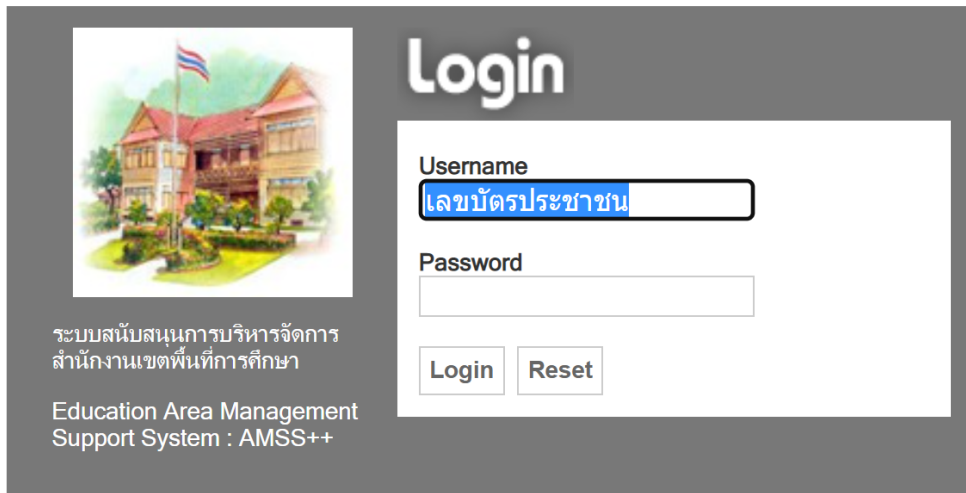 Login
Username
เลขบัตรประชาชน
Password
Login Reset
ระบบสนับสนุนการบริหารจัดการ
สำนักงานเขตพื้นที่การศึกษา
Education Area Management
Support System : AMSS++